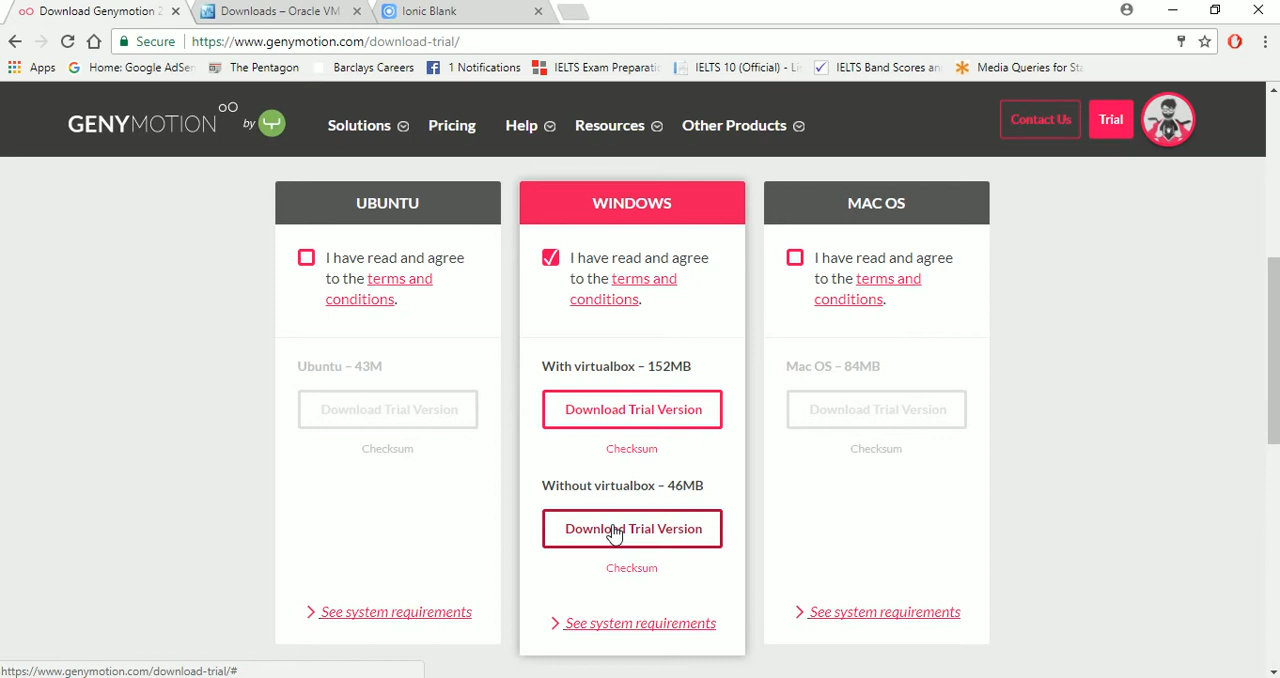 Download Genymotion 2
Downloads – Oracle VM
Ionic Blank
Secure
https://www.genymotion.com/download-trial/
Apps
Home: Google AdSen
The Pentagon
Barclays Careers
1 Notifications
IELTS Exam Preparatio
IELTS 10 (Official) - Li
IELTS Band Scores an
Media Queries for Sta
GENYMOTION by
Solutions
Pricing
Help
Resources
Other Products
Contact Us
Trial
UBUNTU
I have read and agree
to the terms and
conditions.
Ubuntu – 43M
Download Trial Version
Checksum
See system requirements
WINDOWS
I have read and agree
to the terms and
conditions.
With virtualbox – 152MB
Download Trial Version
Checksum
Without virtualbox – 46MB
Download Trial Version
Checksum
See system requirements
MAC OS
I have read and agree
to the terms and
conditions.
Mac OS – 84MB
Download Trial Version
Checksum
See system requirements
https://www.genymotion.com/download-trial/#